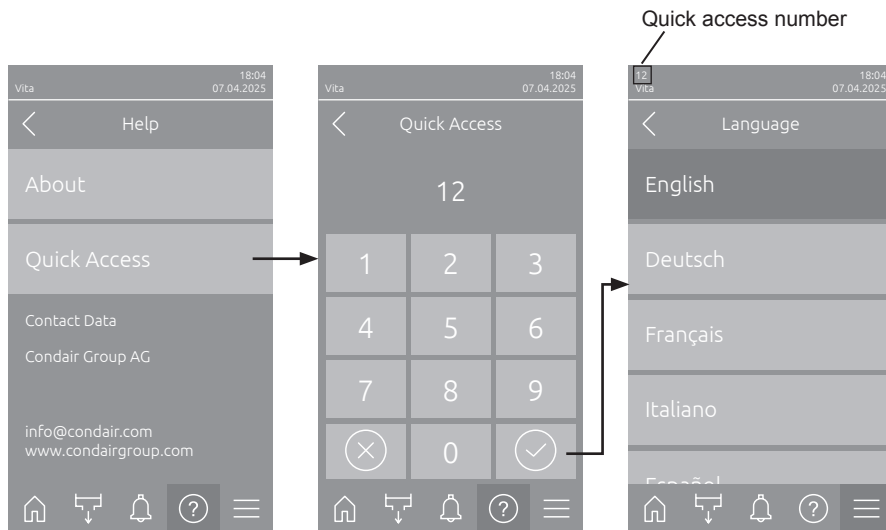 Quick access number
18:04
Vita 07.04.2025
Help
About
Quick Access
Contact Data
Condair Group AG
info@condair.com
www.condairgroup.com
?
18:04
Vita 07.04.2025
Quick Access
12
1 2 3
4 5 6
7 8 9
0
?
12 18:04
Vita 07.04.2025
Language
English
Deutsch
Français
Italiano
Español
?